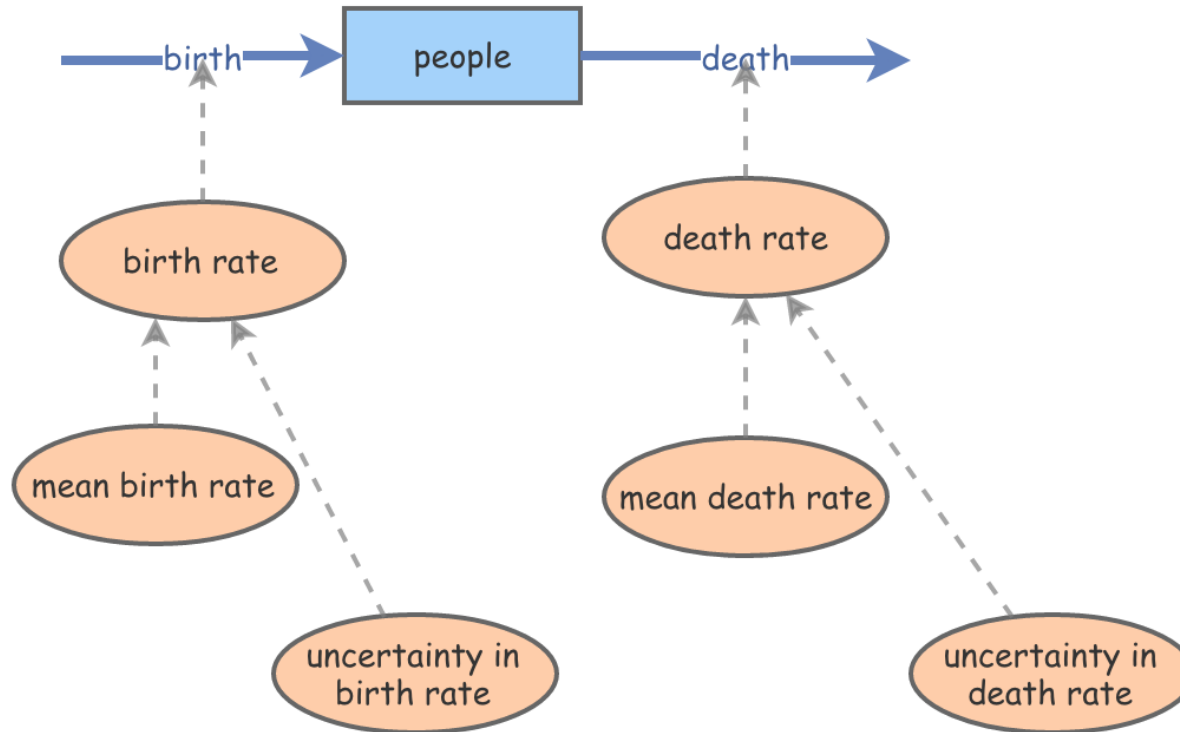 birth
people
death
birth rate
death rate
mean birth rate
mean death rate
uncertainty in
birth rate
uncertainty in
death rate